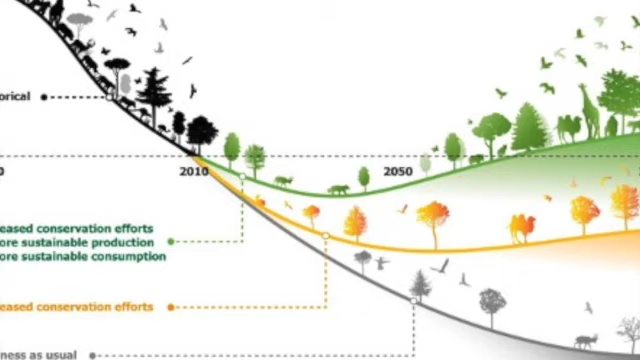 orical
0
2010
2050
eased conservation efforts
ore sustainable production
ore sustainable consumption
eased conservation efforts
ness as usual